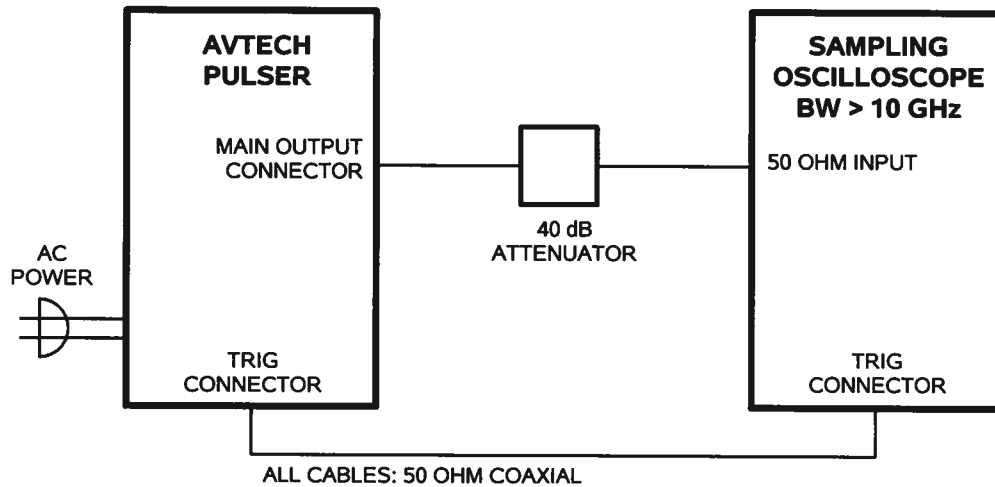 AVTECH
PULSER
MAIN OUTPUT
CONNECTOR
AC
POWER
TRIG
CONNECTOR
40 dB
ATTENUATOR
SAMPLING
OSCILLOSCOPE
BW > 10 GHz
50 OHM INPUT
TRIG
CONNECTOR
ALL CABLES: 50 OHM COAXIAL